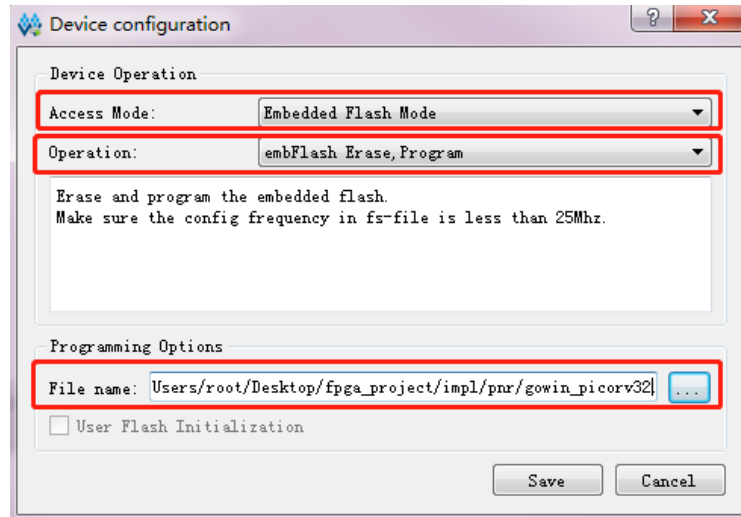 Device configuration
Device Operation
Access Mode: Embedded Flash Mode
Operation: embFlash Erase,Program
Erase and program the embedded flash.
Make sure the config frequency in fs-file is less than 25Mhz.
Programming Options
File name: Users/root/Desktop/fpga_project/impl/pnr/gowin_picorv32 ...
User Flash Initialization
Save Cancel